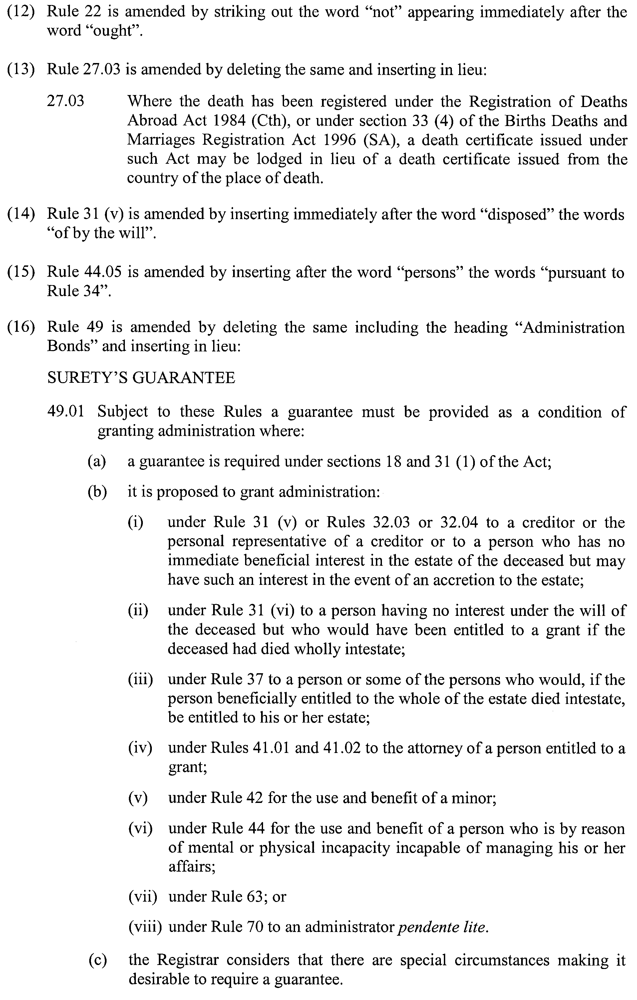 (12) Rule 22 is amended by striking out the word “not” appearing immediately after the
word “ought”.
(13) Rule 27.03 is amended by deleting the same and inserting in lieu:
27.03 Where the death has been registered under the Registration of Deaths
Abroad Act 1984 (Cth), or under section 33 (4) of the Births Deaths and
Marriages Registration Act 1996 (SA), a death certificate issued under
such Act may be lodged in lieu of a death certificate issued from the
country of the place of death.
(14) Rule 31 (v) is amended by inserting immediately after the word “disposed” the words
“of by the will”.
(15) Rule 44.05 is amended by inserting after the word “persons” the words “pursuant to
Rule 34”.
(16) Rule 49 is amended by deleting the same including the heading “Administration
Bonds” and inserting in lieu:
SURETY’S GUARANTEE
49.01 Subject to these Rules a guarantee must be provided as a condition of
granting administration where:
(a) a guarantee is required under sections 18 and 31 (1) of the Act;
(b) it is proposed to grant administration:
(i) under Rule 31 (v) or Rules 32.03 or 32.04 to a creditor or the
personal representative of a creditor or to a person who has no
immediate beneficial interest in the estate of the deceased but may
have such an interest in the event of an accretion to the estate;
(ii) under Rule 31 (vi) to a person having no interest under the will of
the deceased but who would have been entitled to a grant if the
deceased had died wholly intestate;
(iii) under Rule 37 to a person or some of the persons who would, if the
person beneficially entitled to the whole of the estate died intestate,
be entitled to his or her estate;
(iv) under Rules 41.01 and 41.02 to the attorney of a person entitled to a
grant;
(v) under Rule 42 for the use and benefit of a minor;
(vi) under Rule 44 for the use and benefit of a person who is by reason
of mental or physical incapacity incapable of managing his or her
affairs;
(vii) under Rule 63; or
(viii) under Rule 70 to an administrator pendente lite.
(c) the Registrar considers that there are special circumstances making it
desirable to require a guarantee.